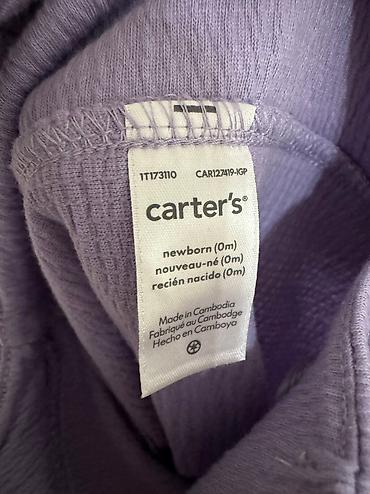 1T173110 CAR127419-IGP
carter's®
newborn (0m)
nouveau-né (0m)
recién nacido (0m)
Made in Cambodia
Fabriqué au Cambodge
Hecho en Camboya